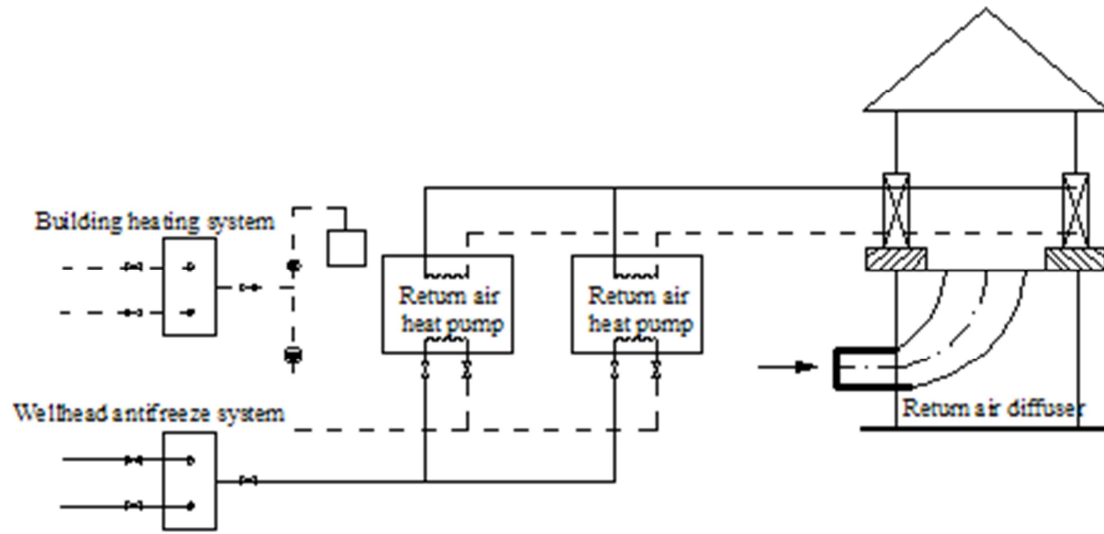 Building heating system
Return air
heat pump
Return air
heat pump
Wellhead antifreeze system
Return air diffuser